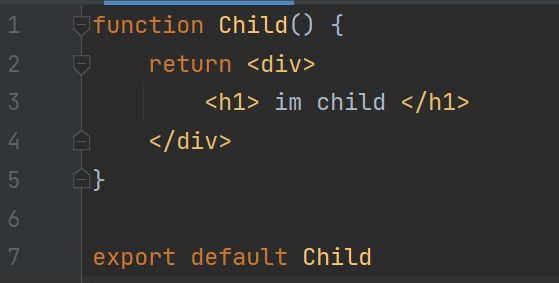 1 function Child() {
2     return <div>
3         <h1> im child </h1>
4     </div>
5 }
6
7 export default Child